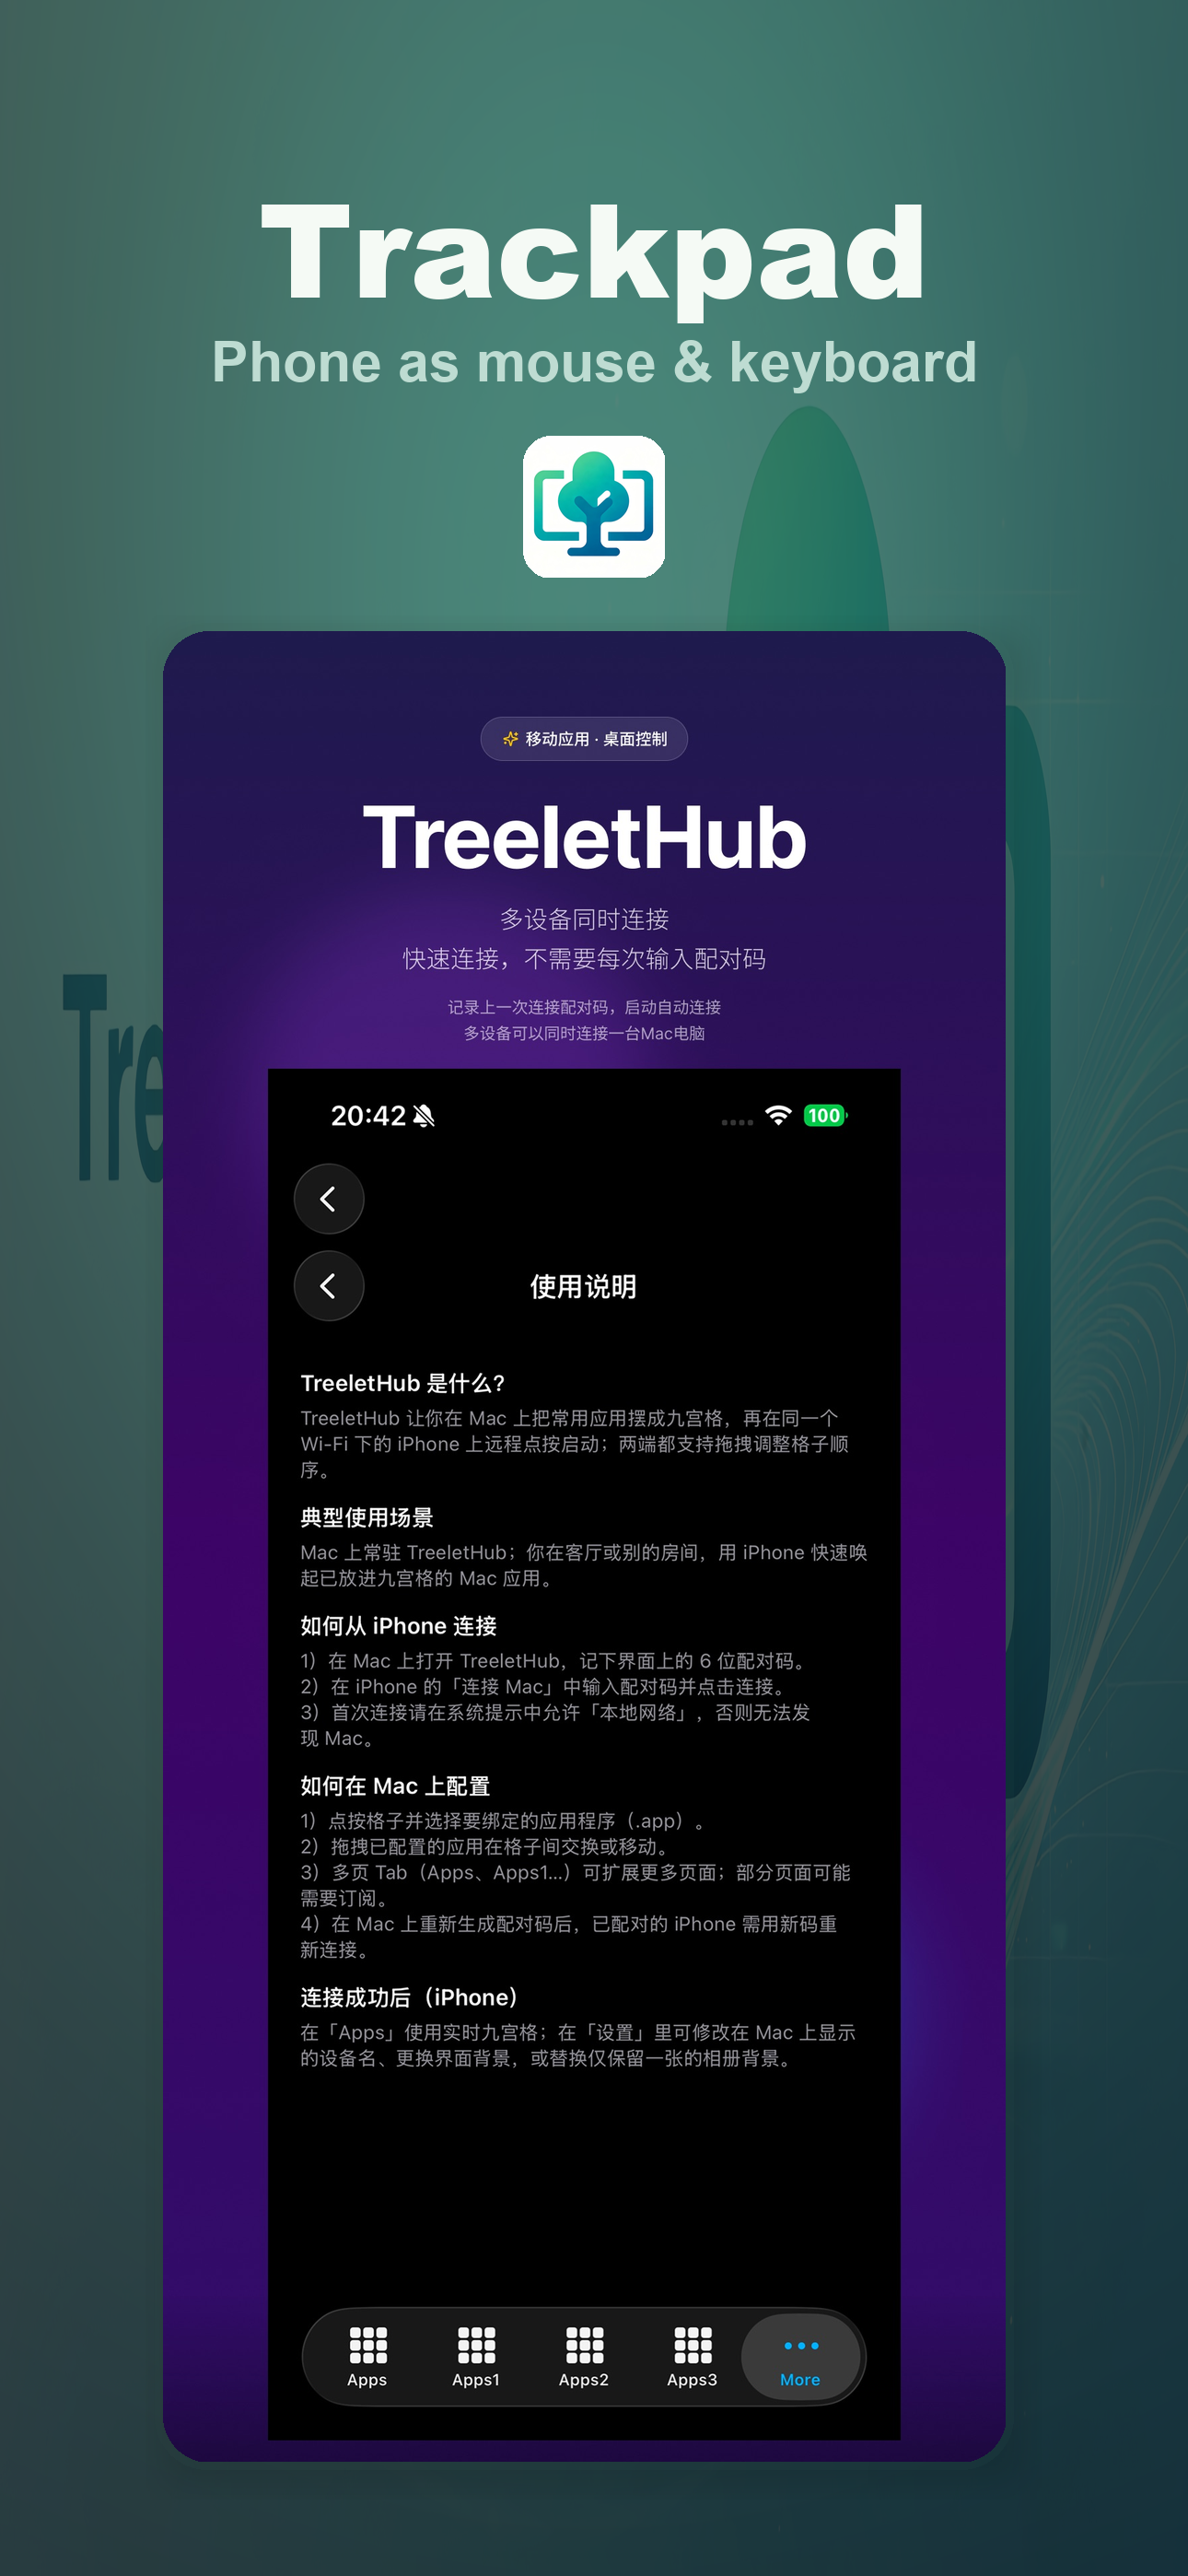 Trackpad
Phone as mouse & keyboard
移动应用 · 桌面控制
TreeletHub
多设备同时连接
快速连接，不需要每次输入配对码
记录上一次连接配对码，启动自动连接
多设备可以同时连接一台Mac电脑
Tre
20:42
100
使用说明
TreeletHub 是什么?
TreeletHub 让你在 Mac 上把常用应用摆成九宫格，再在同一个
Wi-Fi 下的 iPhone 上远程点按启动；两端都支持拖拽调整格子顺
序。
典型使用场景
Mac 上常驻 TreeletHub；你在客厅或别的房间，用 iPhone 快速唤
起已放进九宫格的 Mac 应用。
如何从 iPhone 连接
1）在 Mac 上打开 TreeletHub，记下界面上的 6 位配对码。
2）在 iPhone 的「连接 Mac」中输入配对码并点击连接。
3）首次连接请在系统提示中允许「本地网络」，否则无法发
现 Mac。
如何在 Mac 上配置
1）点按格子并选择要绑定的应用程序（.app）。
2）拖拽已配置的应用在格子间交换或移动。
3）多页 Tab（Apps、Apps1...）可扩展更多页面；部分页面可能
需要订阅。
4）在 Mac 上重新生成配对码后，已配对的 iPhone 需用新码重
新连接。
连接成功后（iPhone）
在「Apps」使用实时九宫格；在「设置」里可修改在 Mac 上显示
的设备名、更换界面背景，或替换仅保留一张的相册背景。
Apps
Apps1
Apps2
Apps3
More